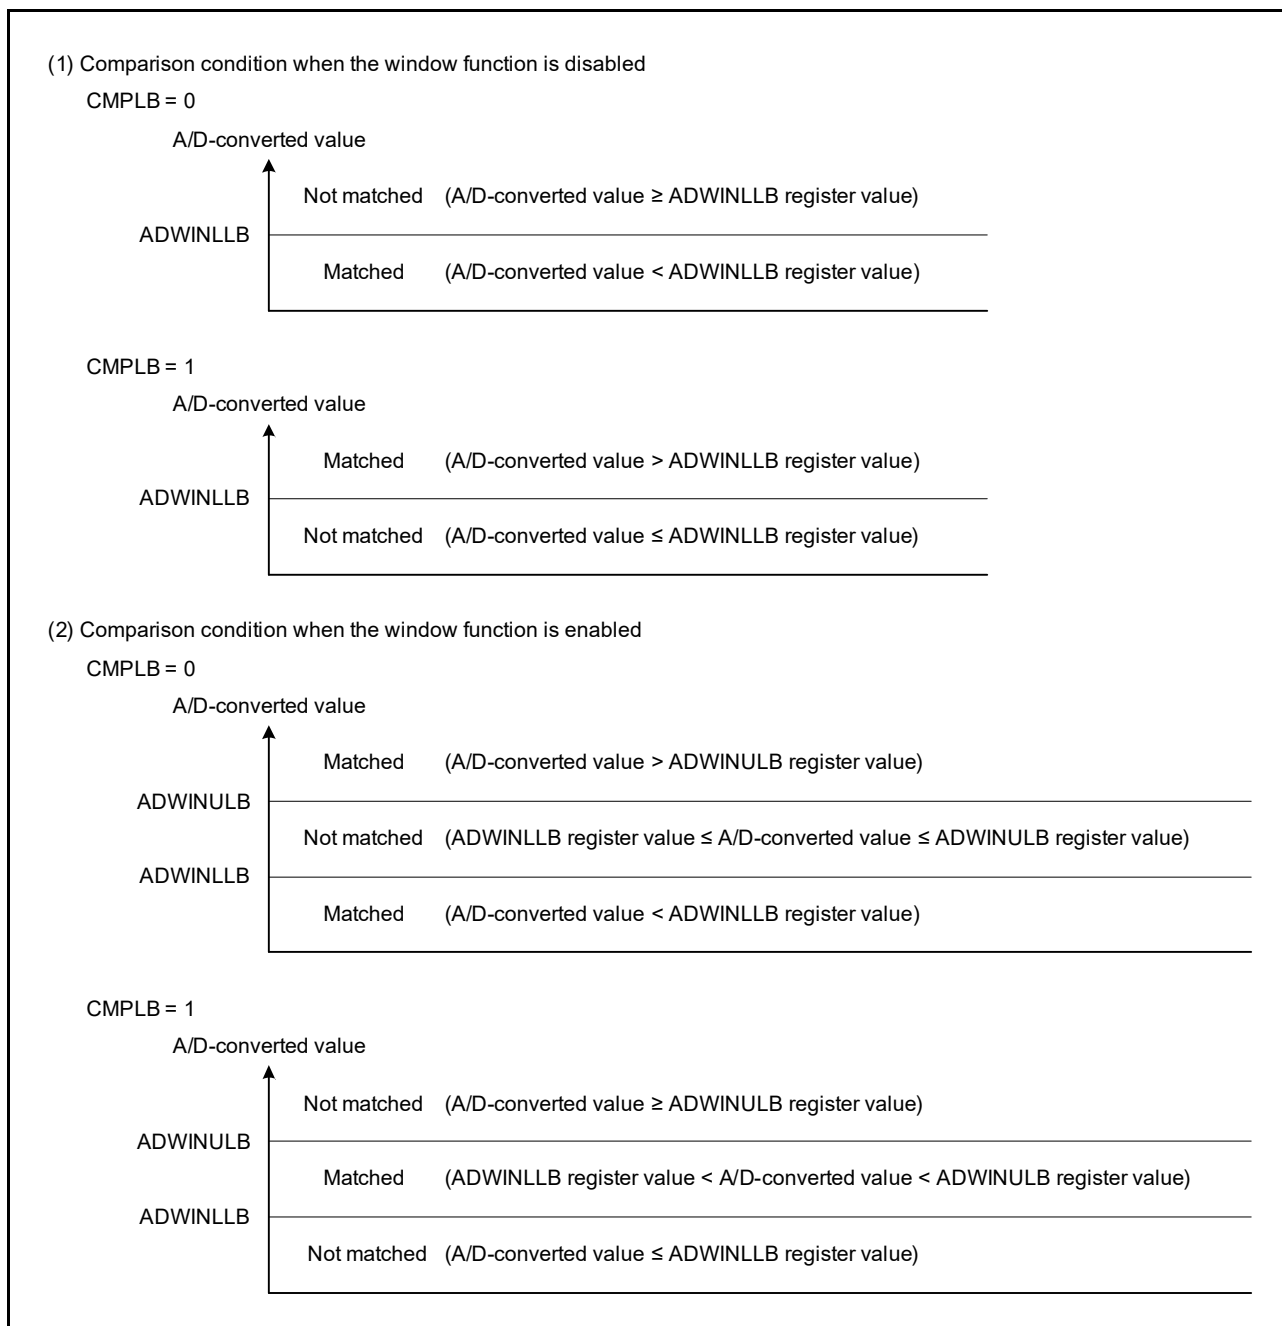 (1) Comparison condition when the window function is disabled
CMPLB = 0
A/D-converted value
Not matched (A/D-converted value ≥ ADWINLLB register value)
ADWINLLB
Matched (A/D-converted value < ADWINLLB register value)
CMPLB = 1
A/D-converted value
Matched (A/D-converted value > ADWINLLB register value)
ADWINLLB
Not matched (A/D-converted value ≤ ADWINLLB register value)
(2) Comparison condition when the window function is enabled
CMPLB = 0
A/D-converted value
Matched (A/D-converted value > ADWINULB register value)
ADWINULB
Not matched (ADWINLLB register value ≤ A/D-converted value ≤ ADWINULB register value)
ADWINLLB
Matched (A/D-converted value < ADWINLLB register value)
CMPLB = 1
A/D-converted value
Not matched (A/D-converted value ≥ ADWINULB register value)
ADWINULB
Matched (ADWINLLB register value < A/D-converted value < ADWINULB register value)
ADWINLLB
Not matched (A/D-converted value ≤ ADWINLLB register value)